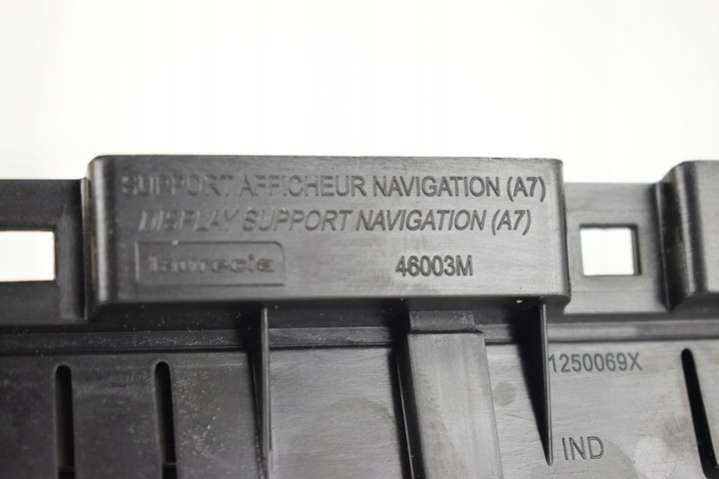 SUPPORT AFFICHEUR NAVIGATION (A7)
DISPLAY SUPPORT NAVIGATION (A7)
46003M
1250069X
IND